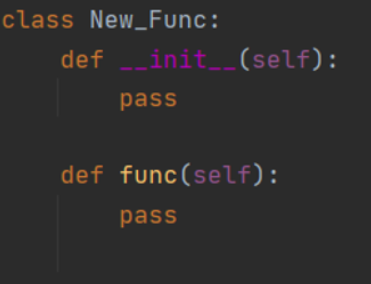 class New_Func:
    def __init__(self):
        pass

    def func(self):
        pass